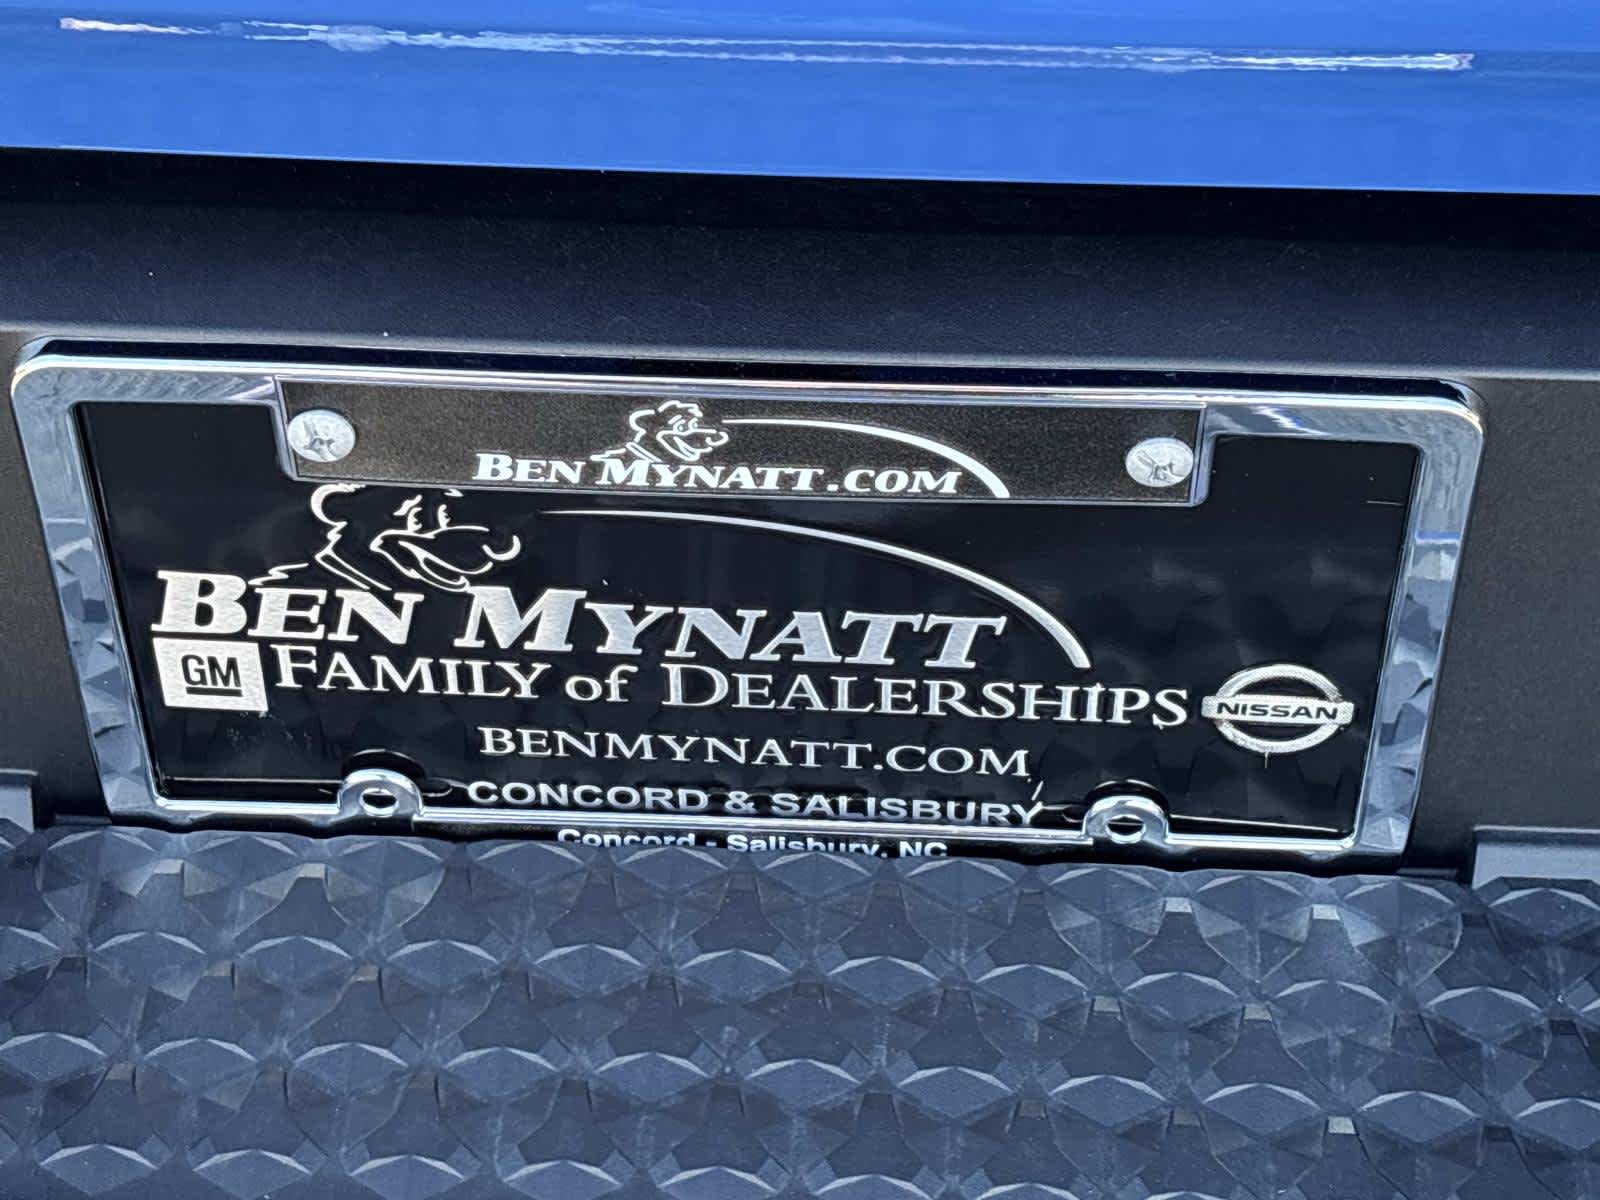 BEN MYNATT.COM
BEN MYNATT
GM FAMILY of DEALERSHIPS NISSAN
BENMYNATT.COM
CONCORD & SALISBURY
Concord - Salisbury, NC